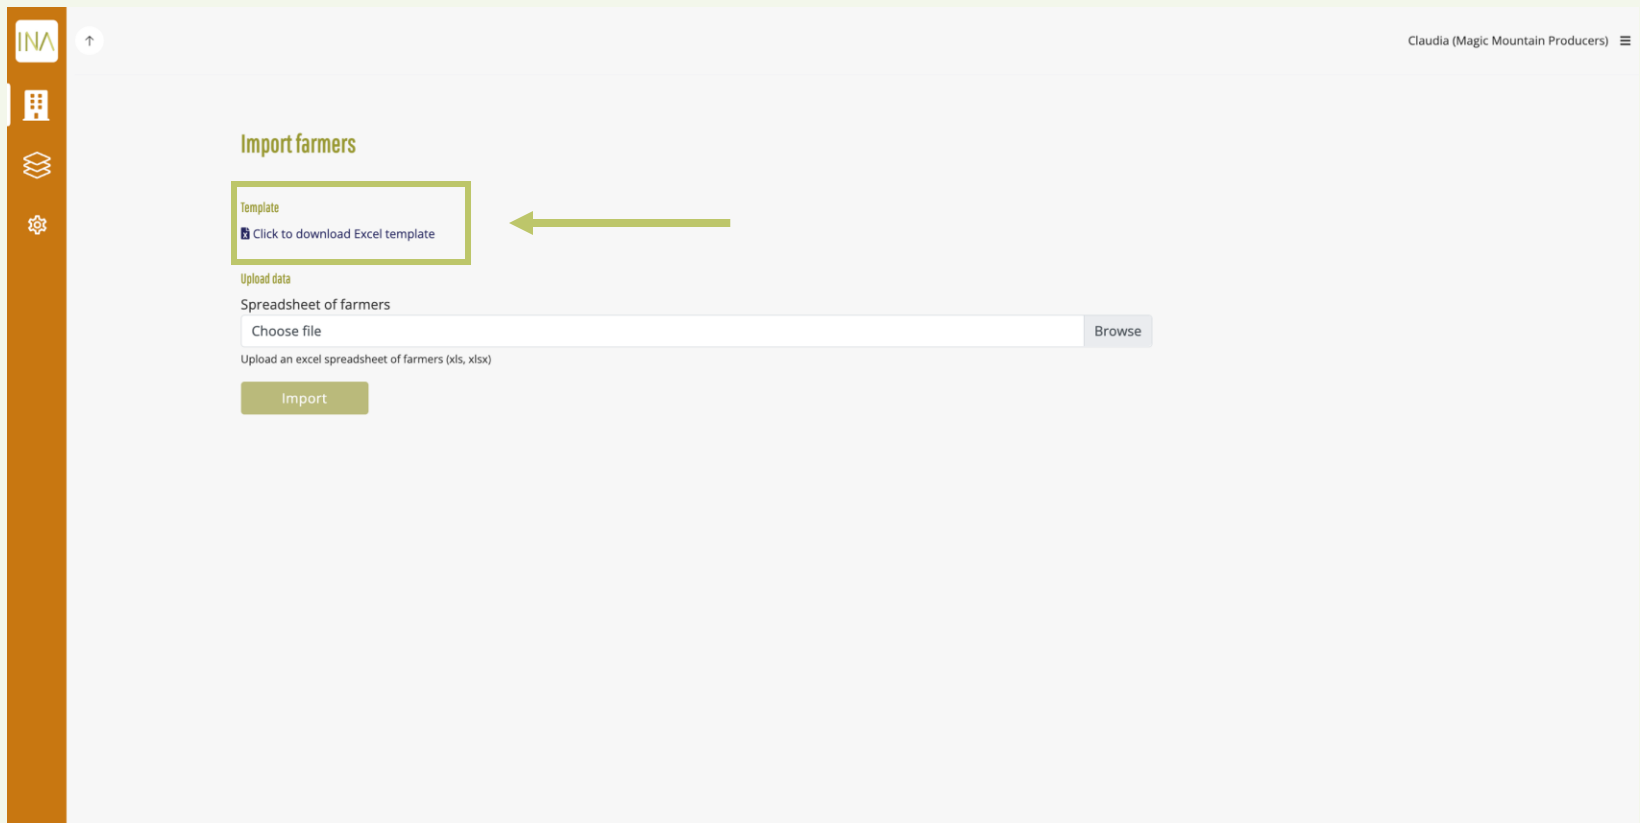 INA
Claudia (Magic Mountain Producers)
Import farmers
Template
Click to download Excel template
Upload data
Spreadsheet of farmers
Choose file
Browse
Upload an excel spreadsheet of farmers (xls, xlsx)
Import